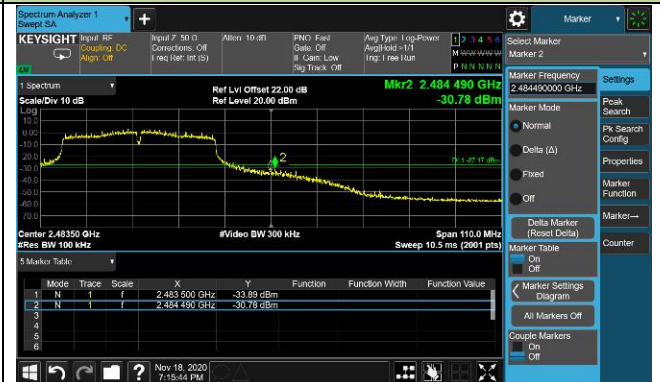 Spectrum Analyzer 1
Swept SA
Marker
KEYSIGHT
Input: RF
Coupling: DC
Align: Off
Input Z: 50 Ω
Corrections: Off
Freq Ref: Int (S)
Atten: 10 dB
PNO: Fast
Gate: Off
IF Gain: Low
Sig Track: Off
Avg Type: Log-Power
Avg|Hold:>1/1
Trig: Free Run
1 2 3 4 5 6
M W W W W W
P N N N N N
Select Marker
Marker 2
1 Spectrum
Scale/Div 10 dB
Ref Lvl Offset 22.00 dB
Ref Level 20.00 dBm
Mkr2 2.484 490 GHz
-30.78 dBm
Log
10.0
0.00
-10.0
-20.0
-30.0
-40.0
-50.0
-60.0
-70.0
2
DL1 -27.17 dBm
Center 2.48350 GHz
#Res BW 100 kHz
#Video BW 300 kHz
Span 110.0 MHz
Sweep 10.5 ms (2001 pts)
5 Marker Table
Mode Trace Scale X Y Function Function Width Function Value
1 N 1 f 2.483 500 GHz -33.89 dBm
2 N 1 f 2.484 490 GHz -30.78 dBm
3
4
5
6
Marker Frequency
2.484490000 GHz
Marker Mode
Normal
Delta (Δ)
Fixed
Off
Delta Marker
(Reset Delta)
Marker Table
On
Off
Marker Settings
Diagram
All Markers Off
Couple Markers
On
Off
Settings
Peak
Search
Pk Search
Config
Properties
Marker
Function
Marker→
Counter
Nov 18, 2020
7:15:44 PM